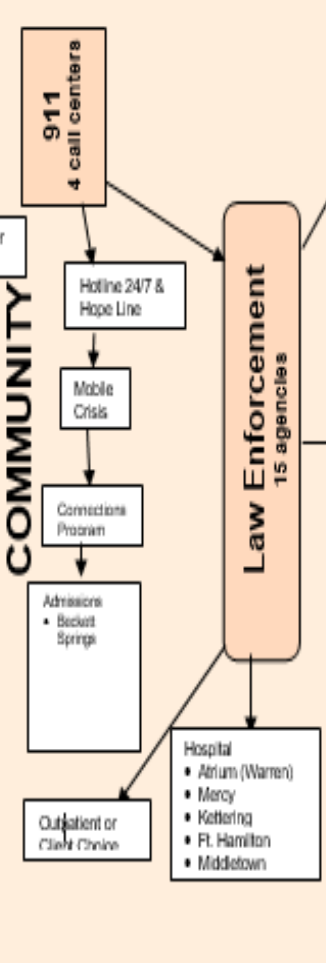 911
4 call centers
r
Hotline 24/7 &
Hope Line
COMMUNITY
Mobile
Crisis
Law Enforcement
15 agencies
Connections
Program
Admissions
• Beckett
Springs
Hospital
• Atrium (Warren)
• Mercy
• Kettering
• Ft. Hamilton
• Middletown
Outpatient or
Client Choice